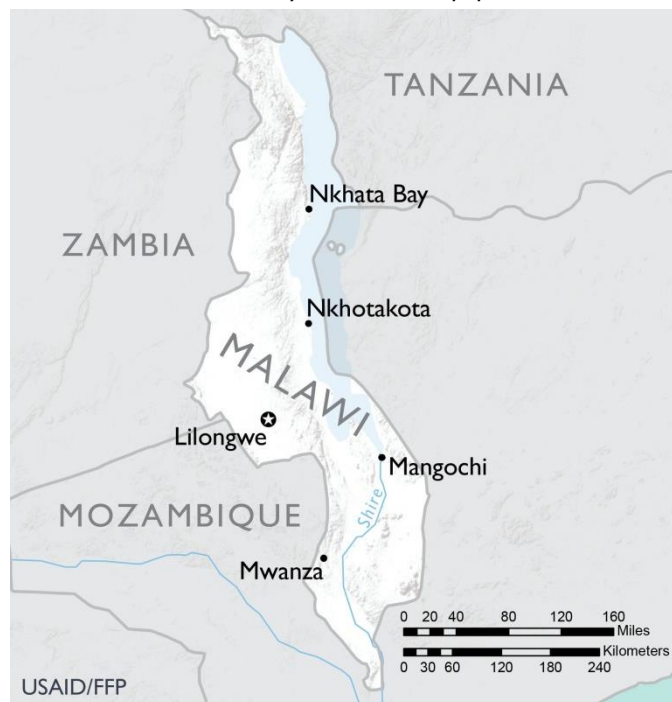 TANZANIA
Nkhata Bay
ZAMBIA
Nkhotakota
MALAWI
Lilongwe
Mangochi
MOZAMBIQUE
Shire
Mwanza
0 20 40 80 120 160
Miles
Kilometers
0 30 60 120 180 240
USAID/FFP